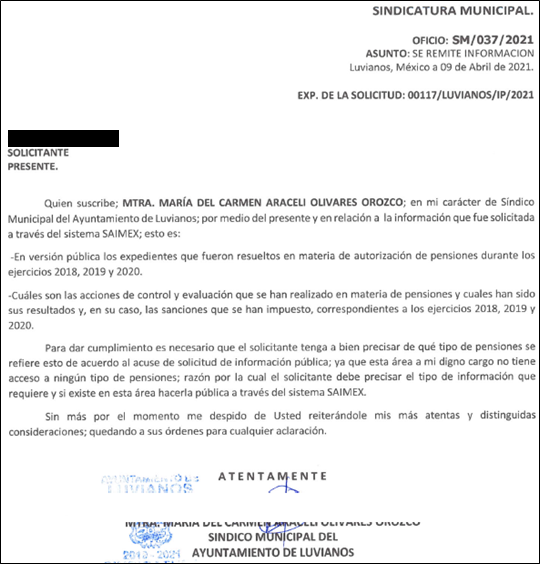 SINDICATURA MUNICIPAL.
OFICIO: SM/037/2021
ASUNTO: SE REMITE INFORMACION
Luvianos, México a 09 de Abril de 2021.
EXP. DE LA SOLICITUD: 00117/LUVIANOS/IP/2021
SOLICITANTE
PRESENTE.
Quien suscribe; MTRA. MARÍA DEL CARMEN ARACELI OLIVARES OROZCO; en mi carácter de Síndico
Municipal del Ayuntamiento de Luvianos; por medio del presente y en relación a la información que fue solicitada
a través del sistema SAIMEX; esto es:
-En versión pública los expedientes que fueron resueltos en materia de autorización de pensiones durante los
ejercicios 2018, 2019 y 2020.
-Cuáles son las acciones de control y evaluación que se han realizado en materia de pensiones y cuales han sido
sus resultados y, en su caso, las sanciones que se han impuesto, correspondientes a los ejercicios 2018, 2019 y
2020.
Para dar cumplimiento es necesario que el solicitante tenga a bien precisar de qué tipo de pensiones se
refiere esto de acuerdo al acuse de solicitud de información pública; ya que esta área a mi digno cargo no tiene
acceso a ningún tipo de pensiones; razón por la cual el solicitante debe precisar el tipo de información que
requiere y si existe en esta área hacerla pública a través del sistema SAIMEX.
Sin más por el momento me despido de Usted reiterándole mis más atentas y distinguidas
consideraciones; quedando a sus órdenes para cualquier aclaración.
ATENTAMENTE
AYUNTAMIENTO DE
LUVIANOS
MTRA. MARÍA DEL CARMEN ARACELI OLIVARES OROZCO
SINDICO MUNICIPAL DEL
2019 - 2021
AYUNTAMIENTO DE LUVIANOS